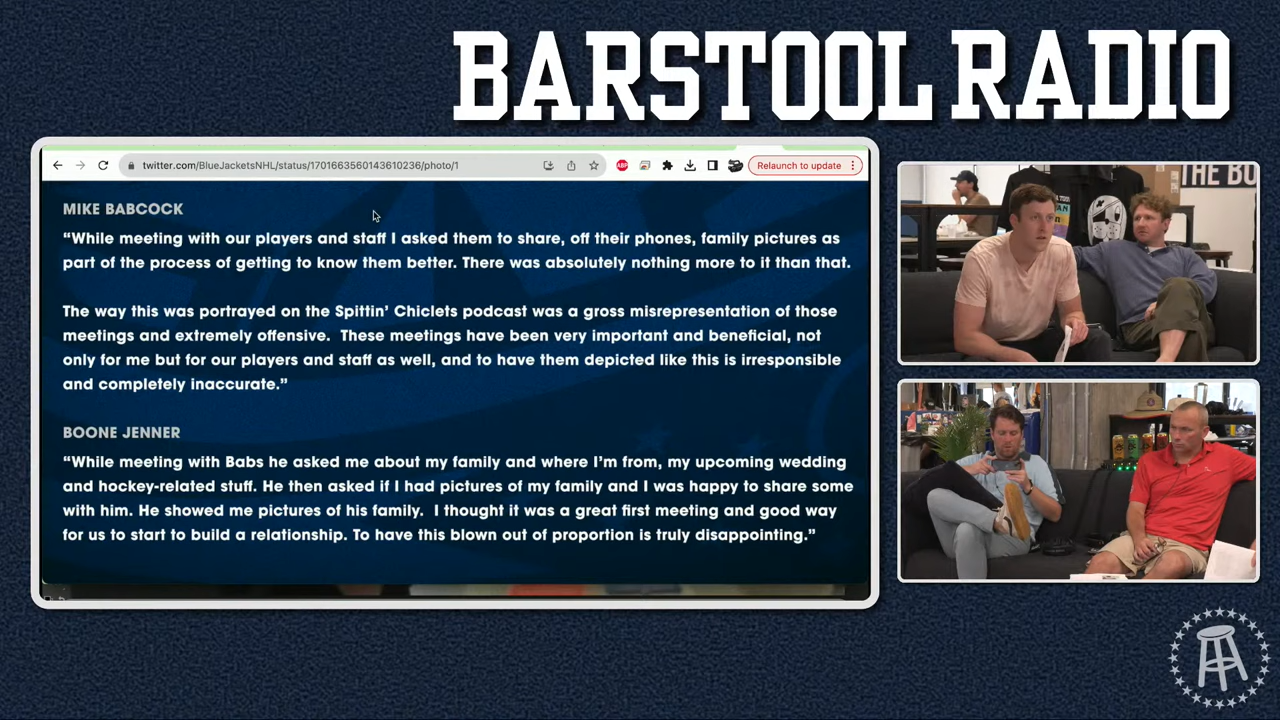 BARSTOOL RADIO
twitter.com/BlueJacketsNHL/status/1701663560143610236/photo/1
ABP
Relaunch to update
MIKE BABCOCK
“While meeting with our players and staff I asked them to share, off their phones, family pictures as
part of the process of getting to know them better. There was absolutely nothing more to it than that.
The way this was portrayed on the Spittin’ Chiclets podcast was a gross misrepresentation of those
meetings and extremely offensive. These meetings have been very important and beneficial, not
only for me but for our players and staff as well, and to have them depicted like this is irresponsible
and completely inaccurate.”
BOONE JENNER
“While meeting with Babs he asked me about my family and where I’m from, my upcoming wedding
and hockey-related stuff. He then asked if I had pictures of my family and I was happy to share some
with him. He showed me pictures of his family. I thought it was a great first meeting and good way
for us to start to build a relationship. To have this blown out of proportion is truly disappointing.”
THE BO